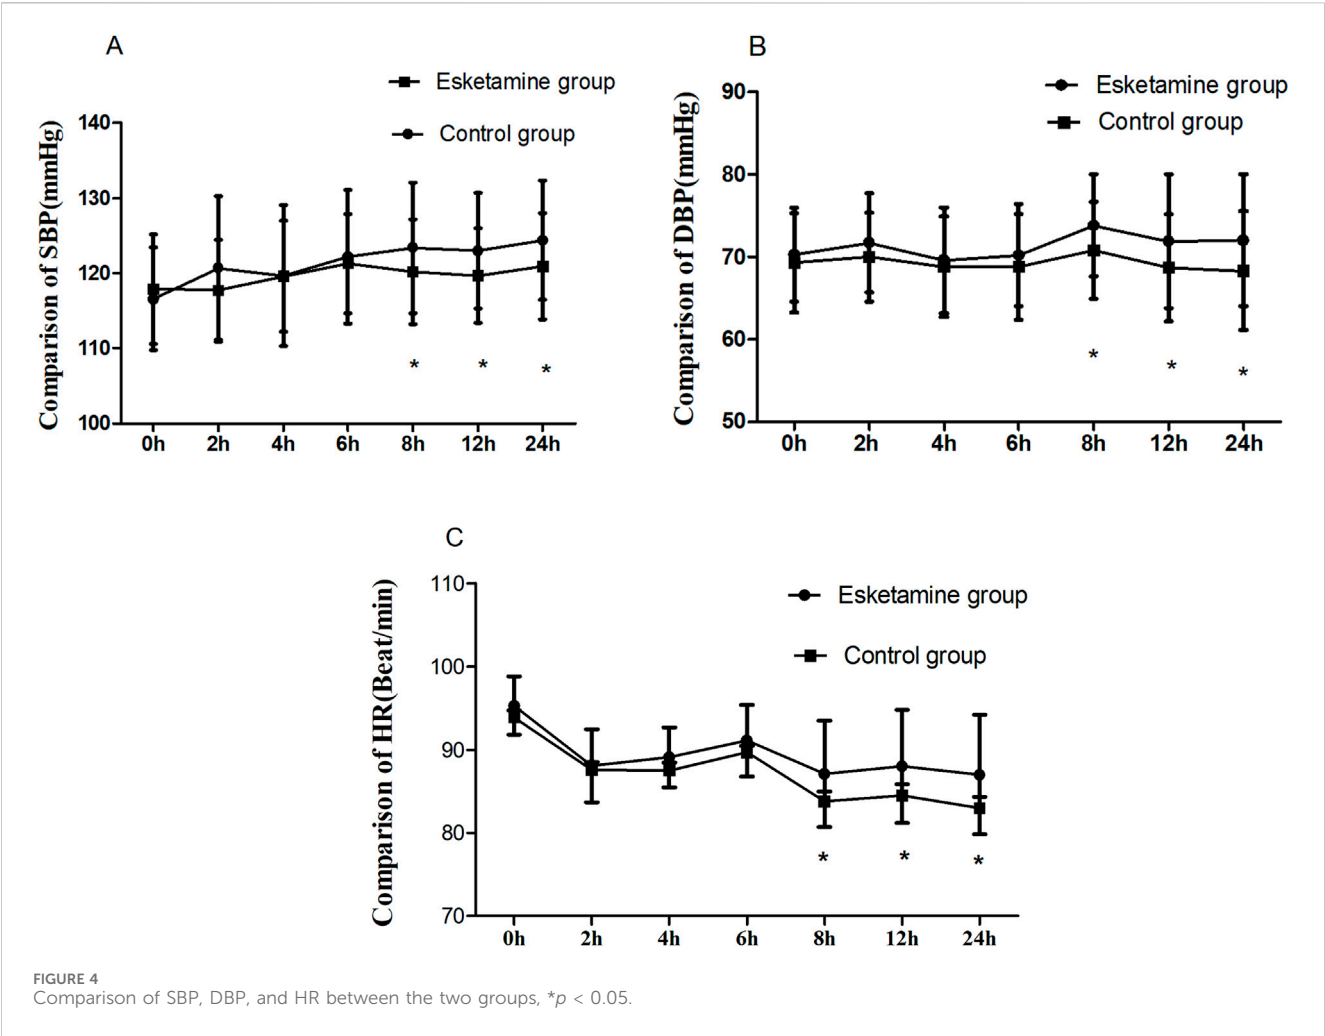 A
Esketamine group
Control group
Comparison of SBP(mmHg)
140
130
120
110
100
* * *
0h 2h 4h 6h 8h 12h 24h
B
Esketamine group
Control group
Comparison of DBP(mmHg)
90
80
70
60
50
* * *
0h 2h 4h 6h 8h 12h 24h
C
Esketamine group
Control group
Comparison of HR(Beat/min)
110
100
90
80
70
* * *
0h 2h 4h 6h 8h 12h 24h
FIGURE 4
Comparison of SBP, DBP, and HR between the two groups, *p < 0.05.